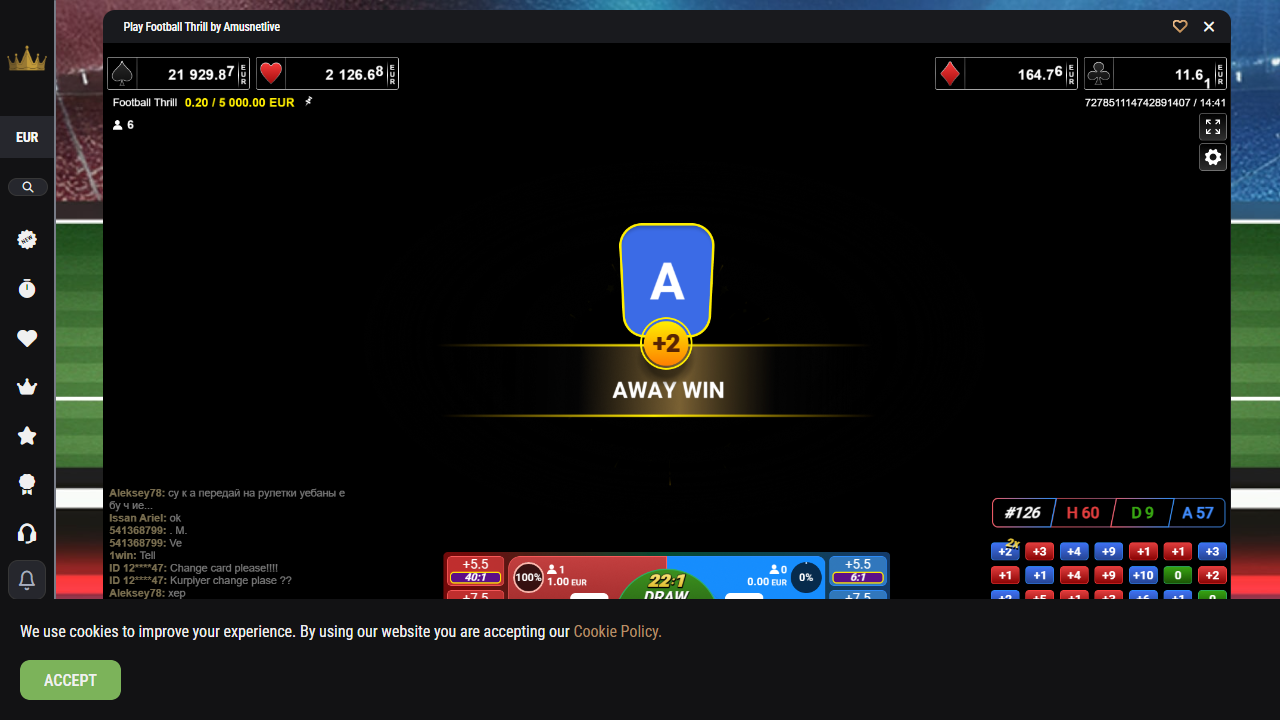 Play Football Thrill by Amusnetlive
21 929.87 EUR
2 126.68 EUR
164.76 EUR
11.61 EUR
Football Thrill 0.20 / 5 000.00 EUR
727851114742891407 / 14:41
6
EUR
NEW
A
+2
AWAY WIN
Aleksey78: су к а передай на рулетки уебаны е
бу ч ие...
Issan Ariel: ok
541368799: . M.
541368799: Ve
1win: Tell
ID 12****47: Change card please!!!!
ID 12****47: Kurpiyer change plase ??
Aleksey78: хер
#126 H 60 D 9 A 57
2x
+2 +3 +4 +9 +1 +1 +3
+1 +1 +4 +9 +10 0 +2
+5.5
40:1
100%
1
1.00 EUR
22:1
DRAW
0
0.00 EUR
0%
+5.5
6:1
+7.5
+7.5
We use cookies to improve your experience. By using our website you are accepting our Cookie Policy.
ACCEPT